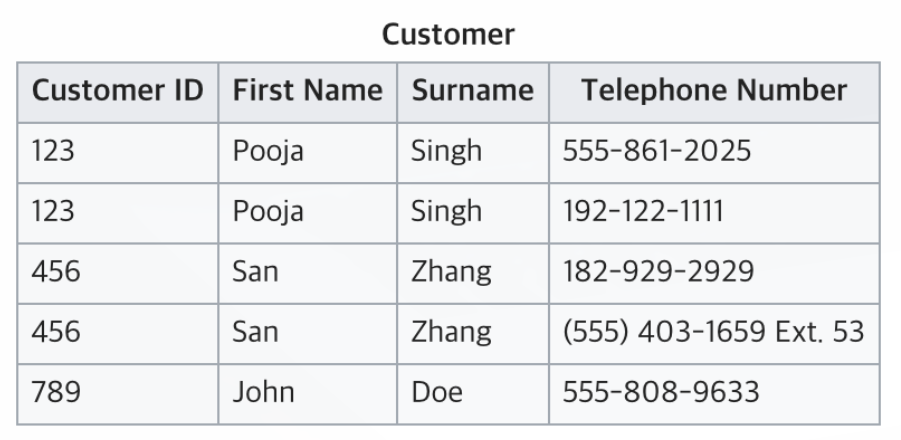 Customer
Customer ID First Name Surname Telephone Number
123 Pooja Singh 555-861-2025
123 Pooja Singh 192-122-1111
456 San Zhang 182-929-2929
456 San Zhang (555) 403-1659 Ext. 53
789 John Doe 555-808-9633